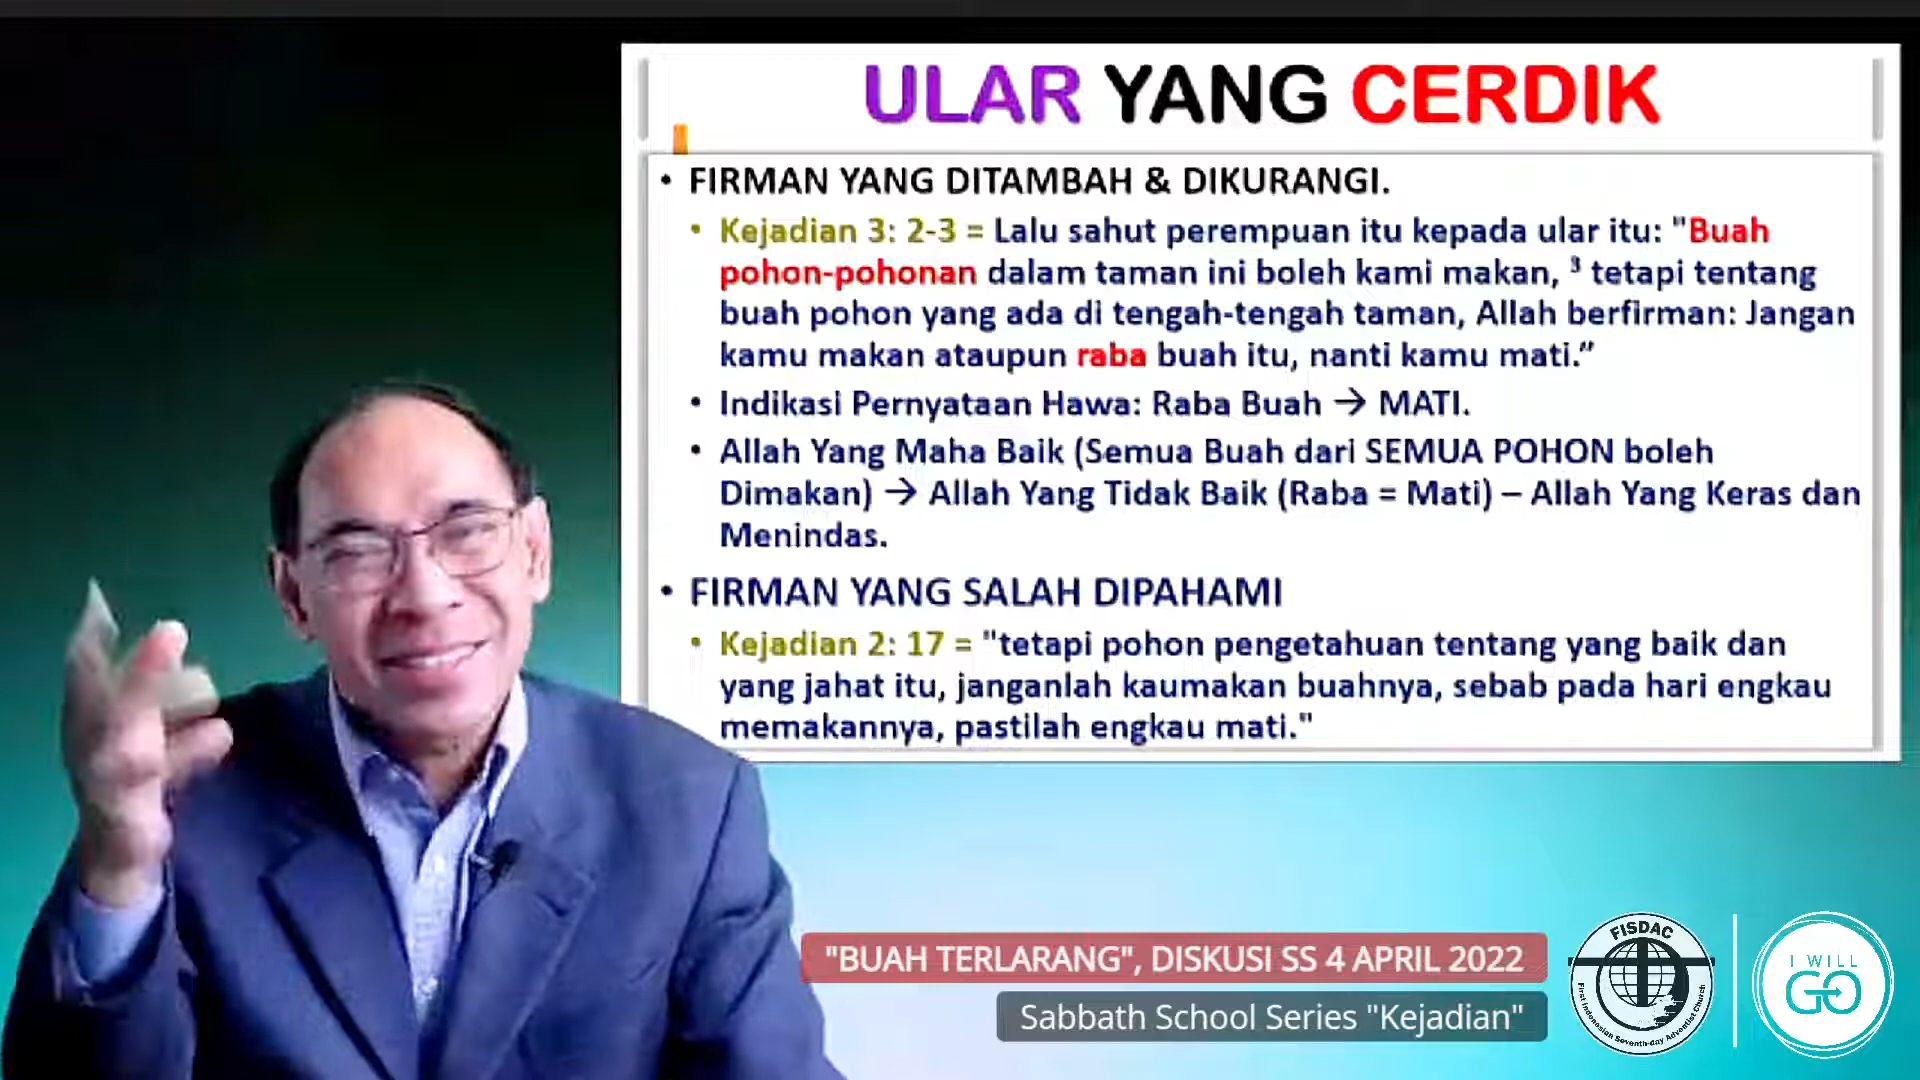 ULAR YANG CERDIK
• FIRMAN YANG DITAMBAH & DIKURANGI.
• Kejadian 3: 2-3 = Lalu sahut perempuan itu kepada ular itu: "Buah
pohon-pohonan dalam taman ini boleh kami makan, ³ tetapi tentang
buah pohon yang ada di tengah-tengah taman, Allah berfirman: Jangan
kamu makan ataupun raba buah itu, nanti kamu mati.”
• Indikasi Pernyataan Hawa: Raba Buah → MATI.
• Allah Yang Maha Baik (Semua Buah dari SEMUA POHON boleh
Dimakan) → Allah Yang Tidak Baik (Raba = Mati) – Allah Yang Keras dan
Menindas.
• FIRMAN YANG SALAH DIPAHAMI
• Kejadian 2: 17 = "tetapi pohon pengetahuan tentang yang baik dan
yang jahat itu, janganlah kaumakan buahnya, sebab pada hari engkau
memakannya, pastilah engkau mati."
"BUAH TERLARANG", DISKUSI SS 4 APRIL 2022
Sabbath School Series "Kejadian"
FISDAC
First Indonesian Seventh-day Adventist Church
I WILL
GO